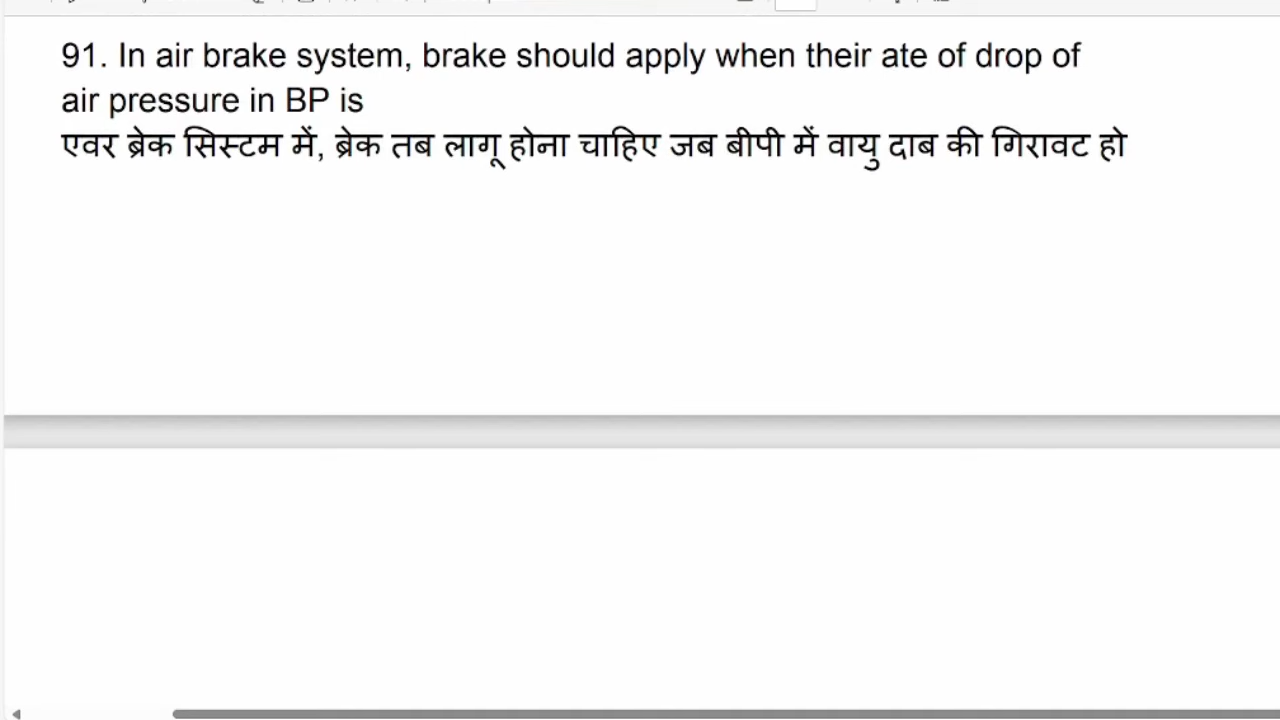 91. In air brake system, brake should apply when their ate of drop of
air pressure in BP is
एवर ब्रेक सिस्टम में, ब्रेक तब लागू होना चाहिए जब बीपी में वायु दाब की गिरावट हो